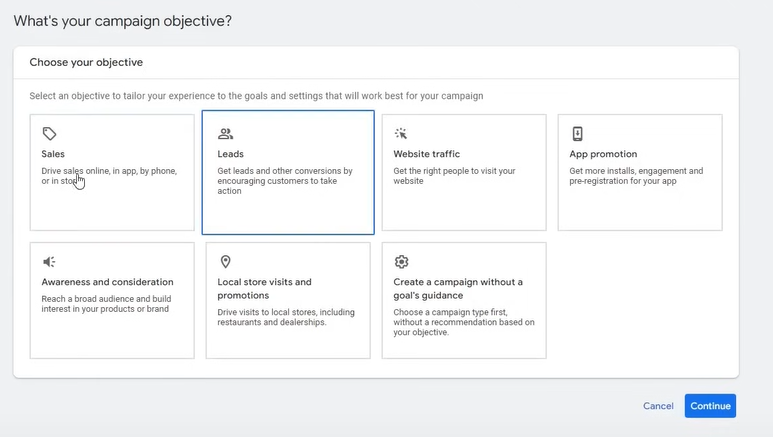 What's your campaign objective?
Choose your objective
Select an objective to tailor your experience to the goals and settings that will work best for your campaign
Sales
Drive sales online, in app, by phone,
or in store
Leads
Get leads and other conversions by
encouraging customers to take
action
Website traffic
Get the right people to visit your
website
App promotion
Get more installs, engagement and
pre-registration for your app
Awareness and consideration
Reach a broad audience and build
interest in your products or brand
Local store visits and
promotions
Drive visits to local stores, including
restaurants and dealerships.
Create a campaign without a
goal's guidance
Choose a campaign type first,
without a recommendation based on
your objective.
Cancel
Continue